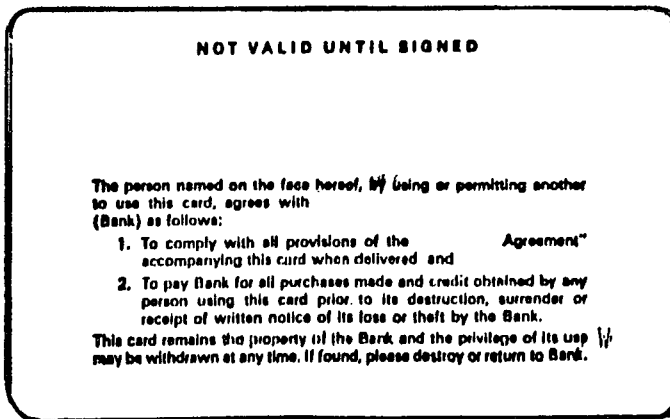 NOT VALID UNTIL SIGNED
The person named on the face hereof, by using or permitting another
to use this card, agrees with
(Bank) as follows:
1. To comply with all provisions of the Agreement"
accompanying this card when delivered and
2. To pay Bank for all purchases made and credit obtained by any
person using this card prior to its destruction, surrender or
receipt of written notice of its loss or theft by the Bank.
This card remains the property of the Bank and the privilege of its use
may be withdrawn at any time. If found, please destroy or return to Bank.